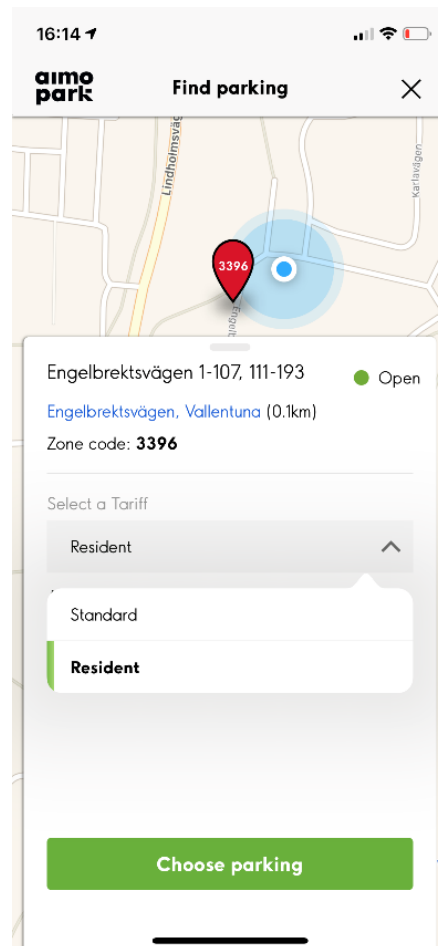 16:14
aimo
park
Find parking
Lindholmsväg
Karlavägen
3396
Engelbrektsvägen 1-107, 111-193
Open
Engelbrektsvägen, Vallentuna (0.1km)
Zone code: 3396
Select a Tariff
Resident
Standard
Resident
Choose parking